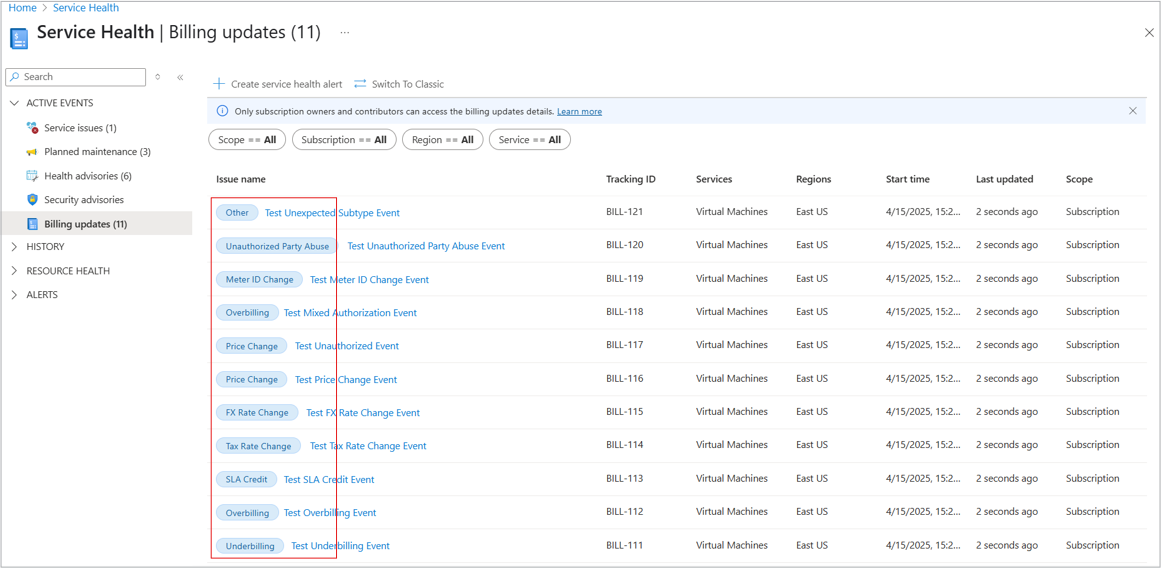 Home > Service Health
Service Health | Billing updates (11) ...
Search
ACTIVE EVENTS
Service issues (1)
Planned maintenance (3)
Health advisories (6)
Security advisories
Billing updates (11)
HISTORY
RESOURCE HEALTH
ALERTS
Create service health alert Switch To Classic
Only subscription owners and contributors can access the billing updates details. Learn more
Scope == All Subscription == All Region == All Service == All
Issue name Tracking ID Services Regions Start time Last updated Scope
Other Test Unexpected Subtype Event BILL-121 Virtual Machines East US 4/15/2025, 15:2... 2 seconds ago Subscription
Unauthorized Party Abuse Test Unauthorized Party Abuse Event BILL-120 Virtual Machines East US 4/15/2025, 15:2... 2 seconds ago Subscription
Meter ID Change Test Meter ID Change Event BILL-119 Virtual Machines East US 4/15/2025, 15:2... 2 seconds ago Subscription
Overbilling Test Mixed Authorization Event BILL-118 Virtual Machines East US 4/15/2025, 15:2... 2 seconds ago Subscription
Price Change Test Unauthorized Event BILL-117 Virtual Machines East US 4/15/2025, 15:2... 2 seconds ago Subscription
Price Change Test Price Change Event BILL-116 Virtual Machines East US 4/15/2025, 15:2... 2 seconds ago Subscription
FX Rate Change Test FX Rate Change Event BILL-115 Virtual Machines East US 4/15/2025, 15:2... 2 seconds ago Subscription
Tax Rate Change Test Tax Rate Change Event BILL-114 Virtual Machines East US 4/15/2025, 15:2... 2 seconds ago Subscription
SLA Credit Test SLA Credit Event BILL-113 Virtual Machines East US 4/15/2025, 15:2... 2 seconds ago Subscription
Overbilling Test Overbilling Event BILL-112 Virtual Machines East US 4/15/2025, 15:2... 2 seconds ago Subscription
Underbilling Test Underbilling Event BILL-111 Virtual Machines East US 4/15/2025, 15:2... 2 seconds ago Subscription